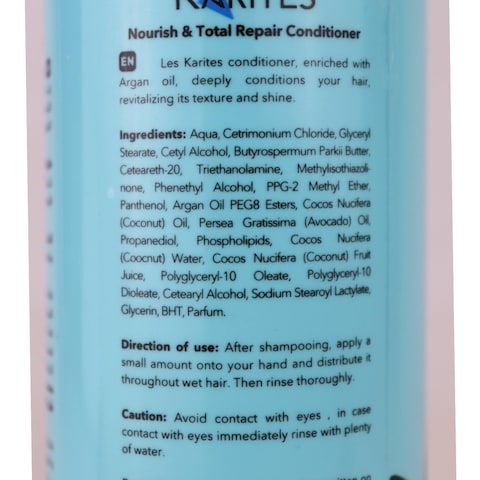 KARITES
Nourish & Total Repair Conditioner
EN Les Karites conditioner, enriched with
Argan oil, deeply conditions your hair,
revitalizing its texture and shine.
Ingredients: Aqua, Cetrimonium Chloride, Glyceryl
Stearate, Cetyl Alcohol, Butyrospermum Parkii Butter,
Ceteareth-20, Triethanolamine, Methylisothiazoli-
none, Phenethyl Alcohol, PPG-2 Methyl Ether,
Panthenol, Argan Oil PEG8 Esters, Cocos Nucifera
(Coconut) Oil, Persea Gratissima (Avocado) Oil,
Propanediol, Phospholipids, Cocos Nucifera
(Coocnut) Water, Cocos Nucifera (Coconut) Fruit
Juice, Polyglyceryl-10 Oleate, Polyglyceryl-10
Dioleate, Cetearyl Alcohol, Sodium Stearoyl Lactylate,
Glycerin, BHT, Parfum.
Direction of use: After shampooing, apply a
small amount onto your hand and distribute it
throughout wet hair. Then rinse thoroughly.
Caution: Avoid contact with eyes , in case
contact with eyes immediately rinse with plenty
of water.